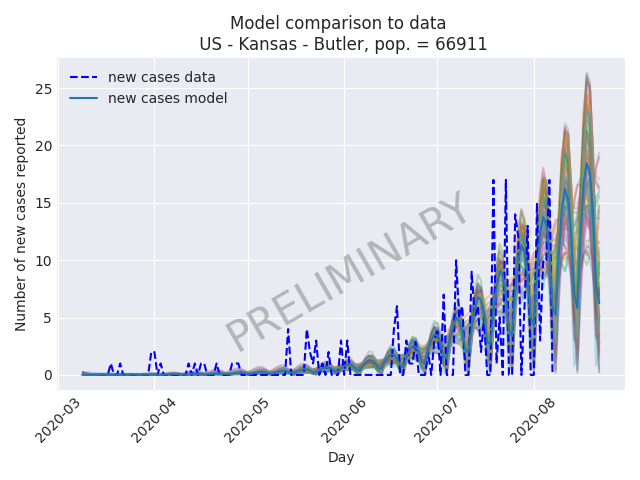 Model comparison to data
US - Kansas - Butler, pop. = 66911
new cases data
new cases model
Number of new cases reported
25
20
15
10
5
0
PRELIMINARY
2020-03
2020-04
2020-05
2020-06
2020-07
2020-08
Day